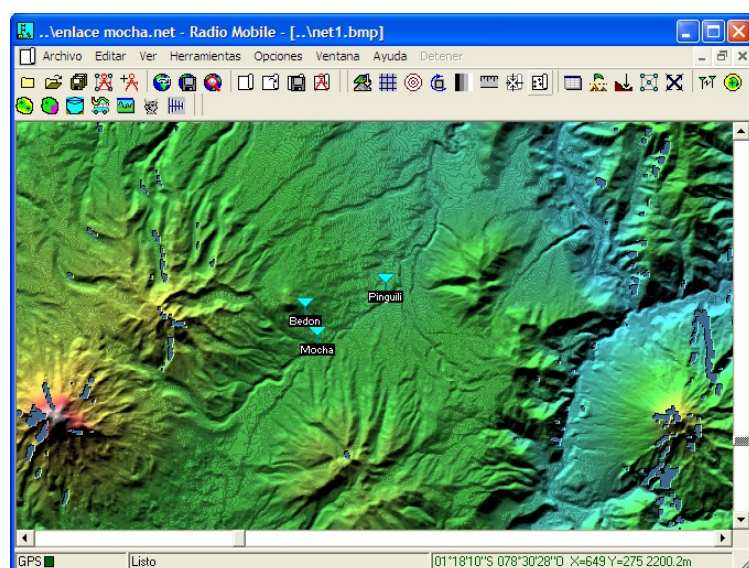 ..\enlace mocha.net - Radio Mobile - [..\net1.bmp]
Archivo Editar Ver Herramientas Opciones Ventana Ayuda Detener
Pinguili
Bedon
Mocha
GPS Listo 01°18'10"S 078°30'28"O X=649 Y=275 2200.2m